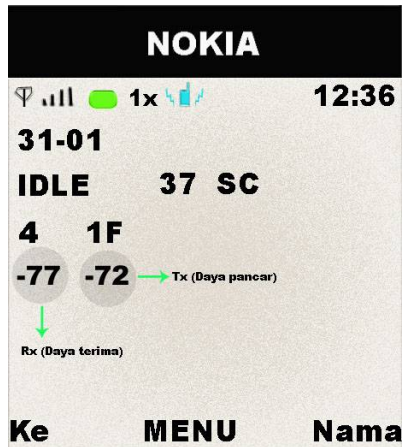 NOKIA
1x 12:36
31-01
IDLE 37 SC
4 1F
-77 -72 Tx (Daya pancar)
Rx (Daya terima)
Ke MENU Nama